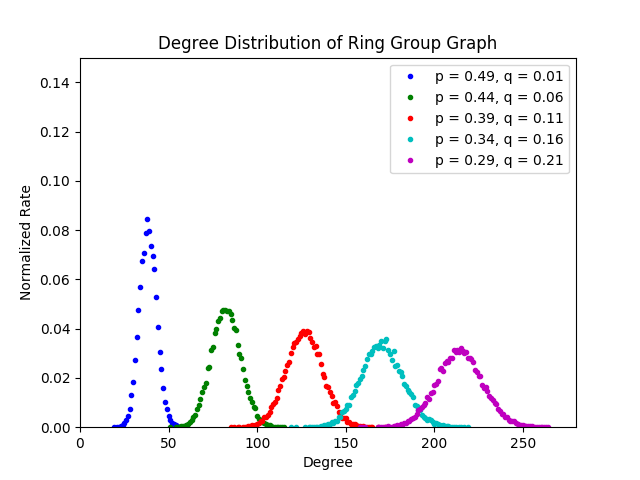 Degree Distribution of Ring Group Graph
p = 0.49, q = 0.01
p = 0.44, q = 0.06
p = 0.39, q = 0.11
p = 0.34, q = 0.16
p = 0.29, q = 0.21
Normalized Rate
0.14
0.12
0.10
0.08
0.06
0.04
0.02
0.00
0 50 100 150 200 250
Degree